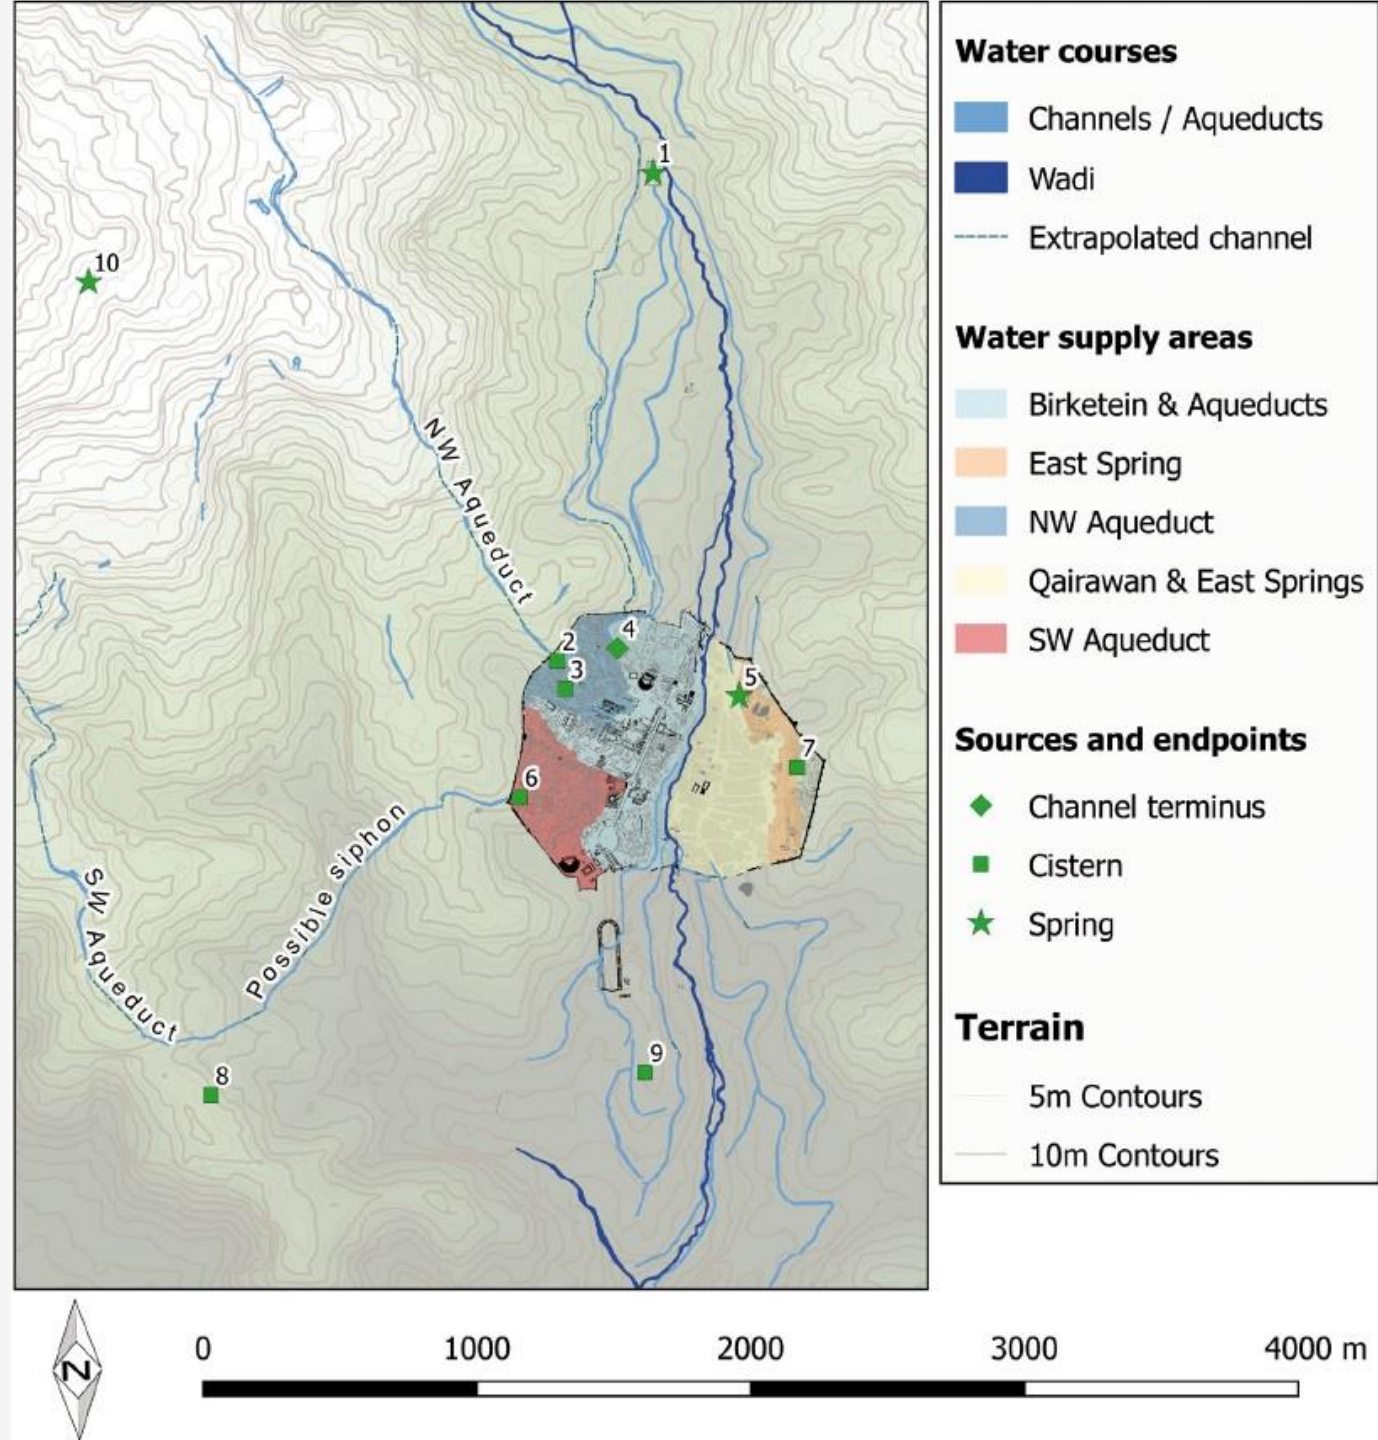 1
10
NW Aqueduct
4
2
3
5
7
6
Possible siphon
SW Aqueduct
9
8
Water courses
Channels / Aqueducts
Wadi
Extrapolated channel
Water supply areas
Birketein & Aqueducts
East Spring
NW Aqueduct
Qairawan & East Springs
SW Aqueduct
Sources and endpoints
Channel terminus
Cistern
Spring
Terrain
5m Contours
10m Contours
N
0 1000 2000 3000 4000 m